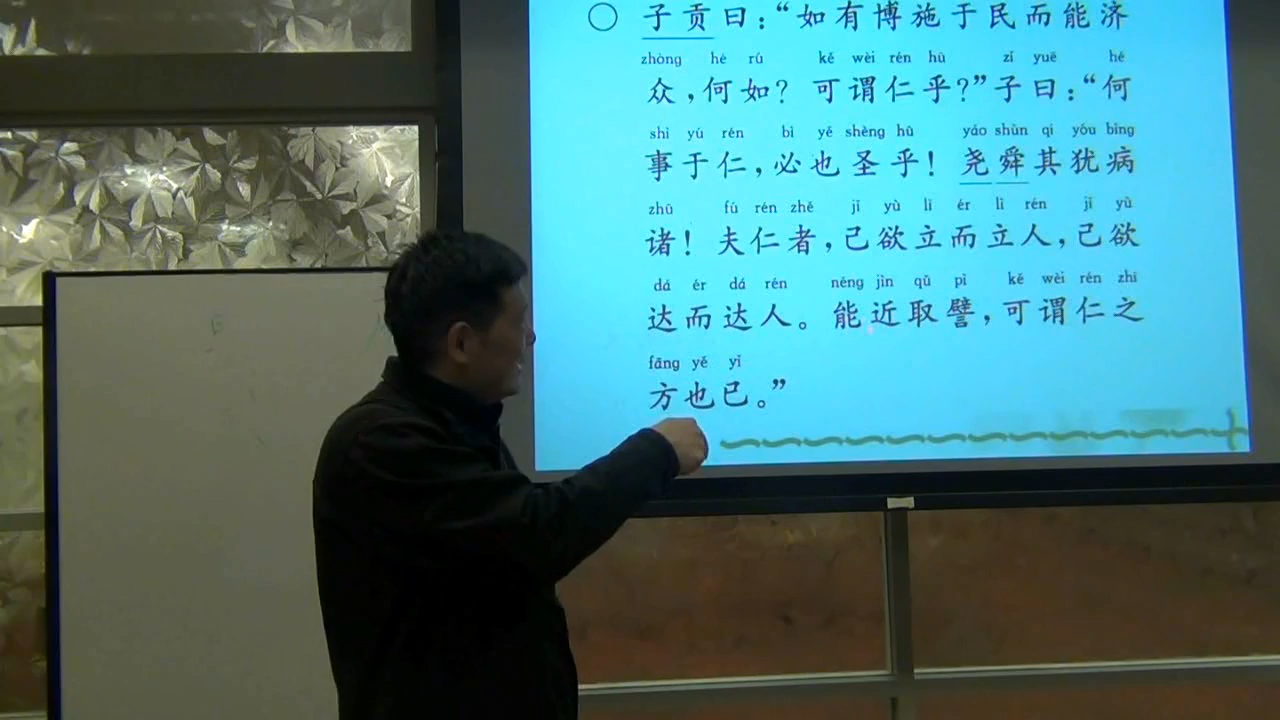 ○ 子贡曰：“如有博施于民而能济
zhòng hé rú kě wèi rén hū zǐ yuē hé
众，何如？可谓仁乎？”子曰：“何
shì yú rén bì yě shèng hū yáo shùn qí yóu bìng
事于仁，必也圣乎！尧舜其犹病
zhū fú rén zhě jǐ yù lì ér lì rén jǐ yù
诸！夫仁者，己欲立而立人，己欲
dá ér dá rén néng jìn qǔ pì kě wèi rén zhī
达而达人。能近取譬，可谓仁之
fāng yě yǐ
方也已。”